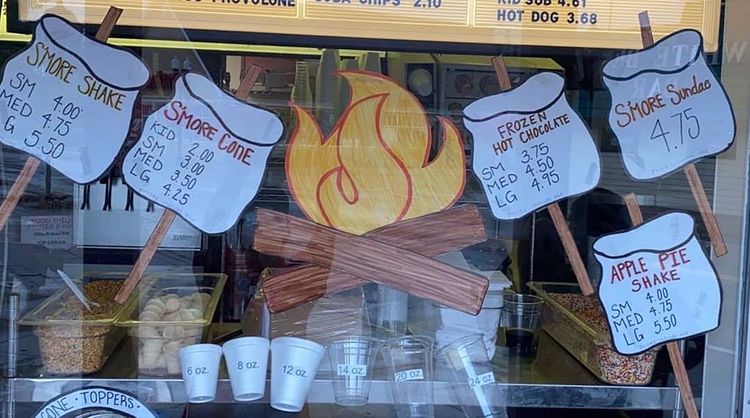 PROVOLONE
SODA CHIPS 2.10
KID SUB 4.61
HOT DOG 3.68
S'MORE SHAKE
SM 4.00
MED 4.75
LG 5.50
S'MORE CONE
KID 2.00
SM 3.00
MED 3.50
LG 4.25
FROZEN
HOT CHOCOLATE
SM 3.75
MED 4.50
LG 4.95
S'MORE Sundae
4.75
APPLE PIE
SHAKE
SM 4.00
MED 4.75
LG 5.50
6 oz.
8 oz.
12 oz.
14 oz.
20 oz.
24 oz.
CONE • TOPPERS